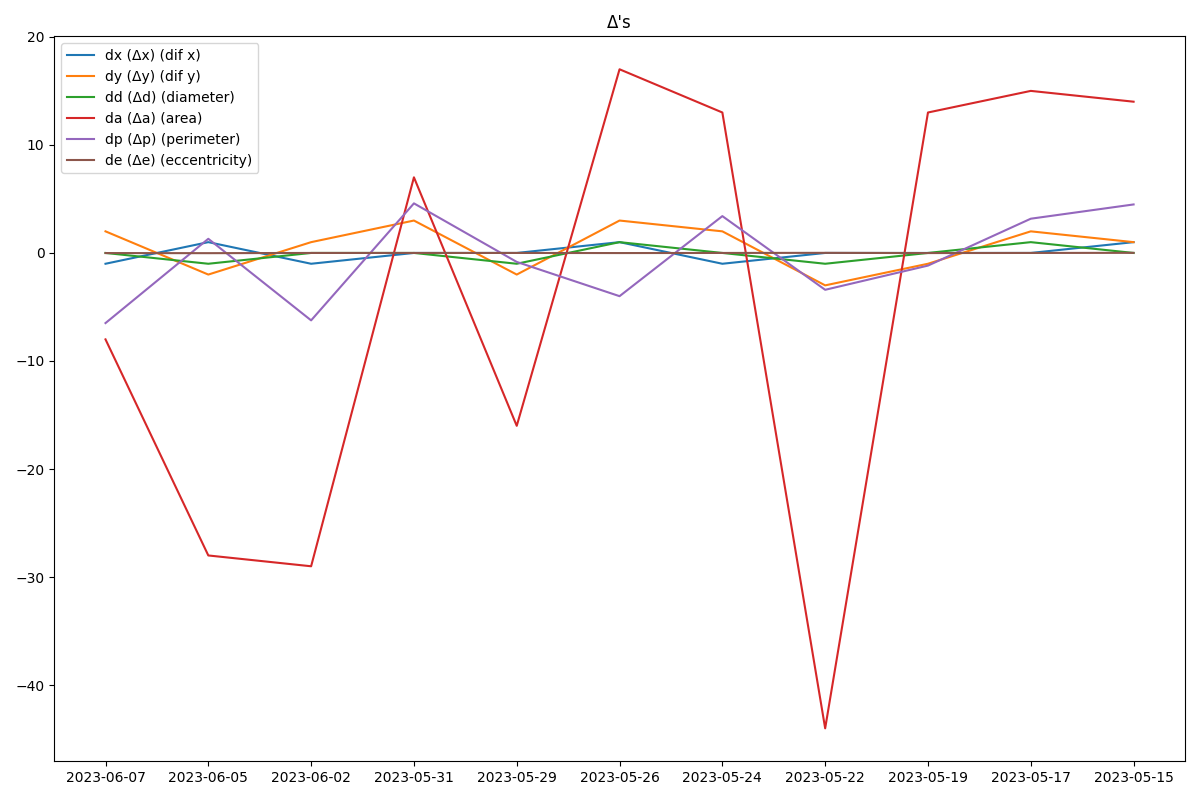 Δ's
dx (Δx) (dif x)
dy (Δy) (dif y)
dd (Δd) (diameter)
da (Δa) (area)
dp (Δp) (perimeter)
de (Δe) (eccentricity)
20
10
0
−10
−20
−30
−40
2023-06-07 2023-06-05 2023-06-02 2023-05-31 2023-05-29 2023-05-26 2023-05-24 2023-05-22 2023-05-19 2023-05-17 2023-05-15